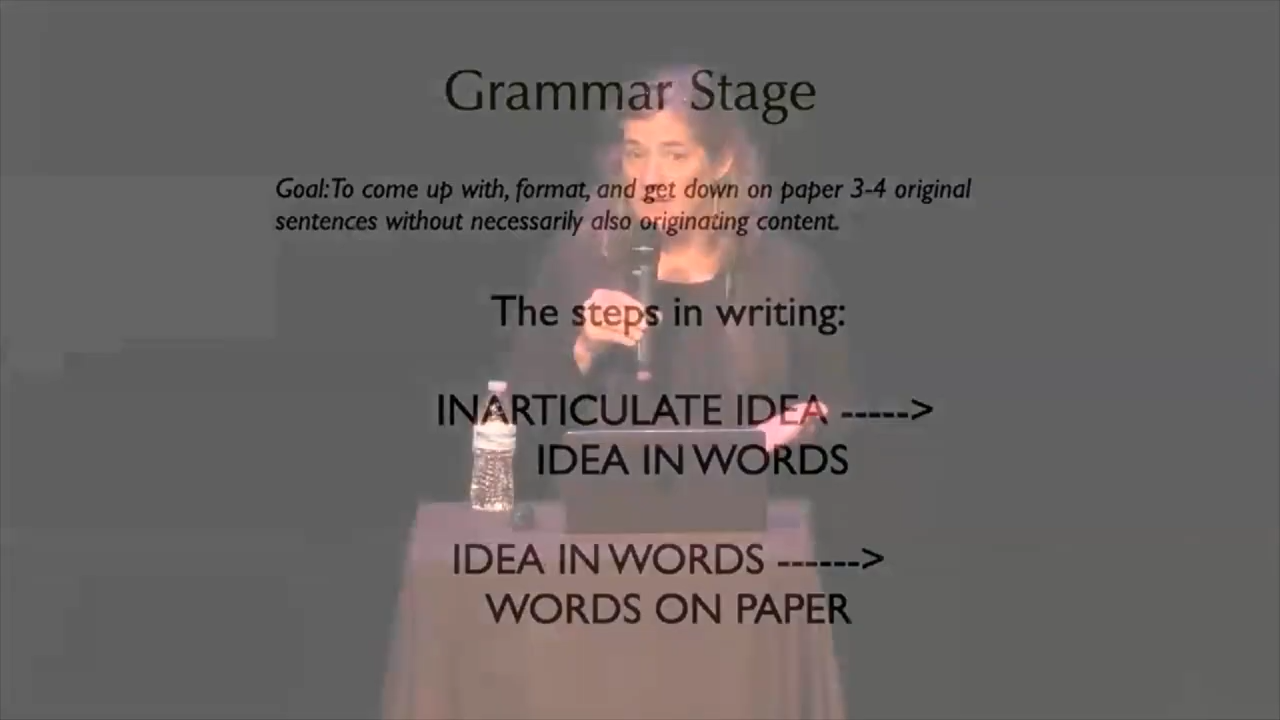 Grammar Stage
Goal: To come up with, format, and get down on paper 3-4 original
sentences without necessarily also originating content.
The steps in writing:
INARTICULATE IDEA ----->
IDEA IN WORDS
IDEA IN WORDS ------>
WORDS ON PAPER